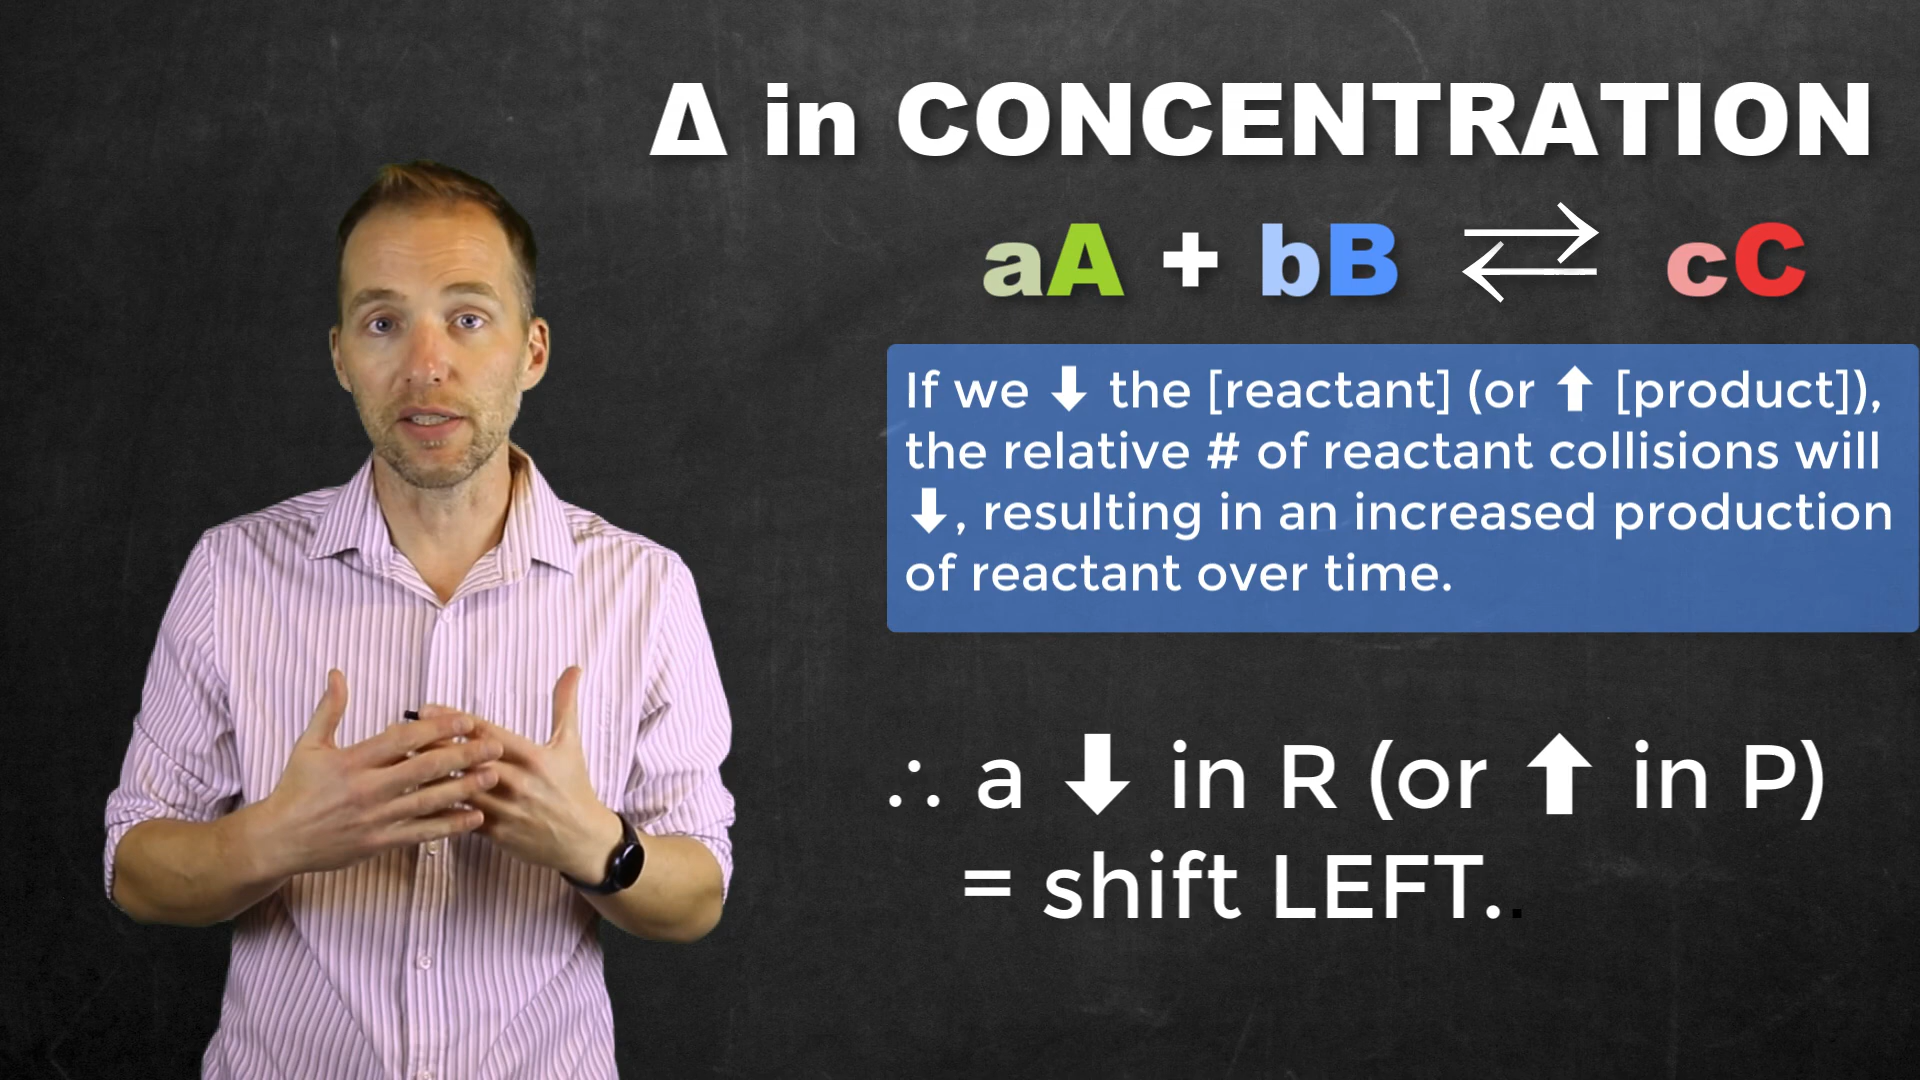 Δ in CONCENTRATION
aA + bB ⇄ cC
If we ⬇ the [reactant] (or ⬆ [product]),
the relative # of reactant collisions will
⬇, resulting in an increased production
of reactant over time.
∴ a ⬇ in R (or ⬆ in P)
= shift LEFT..